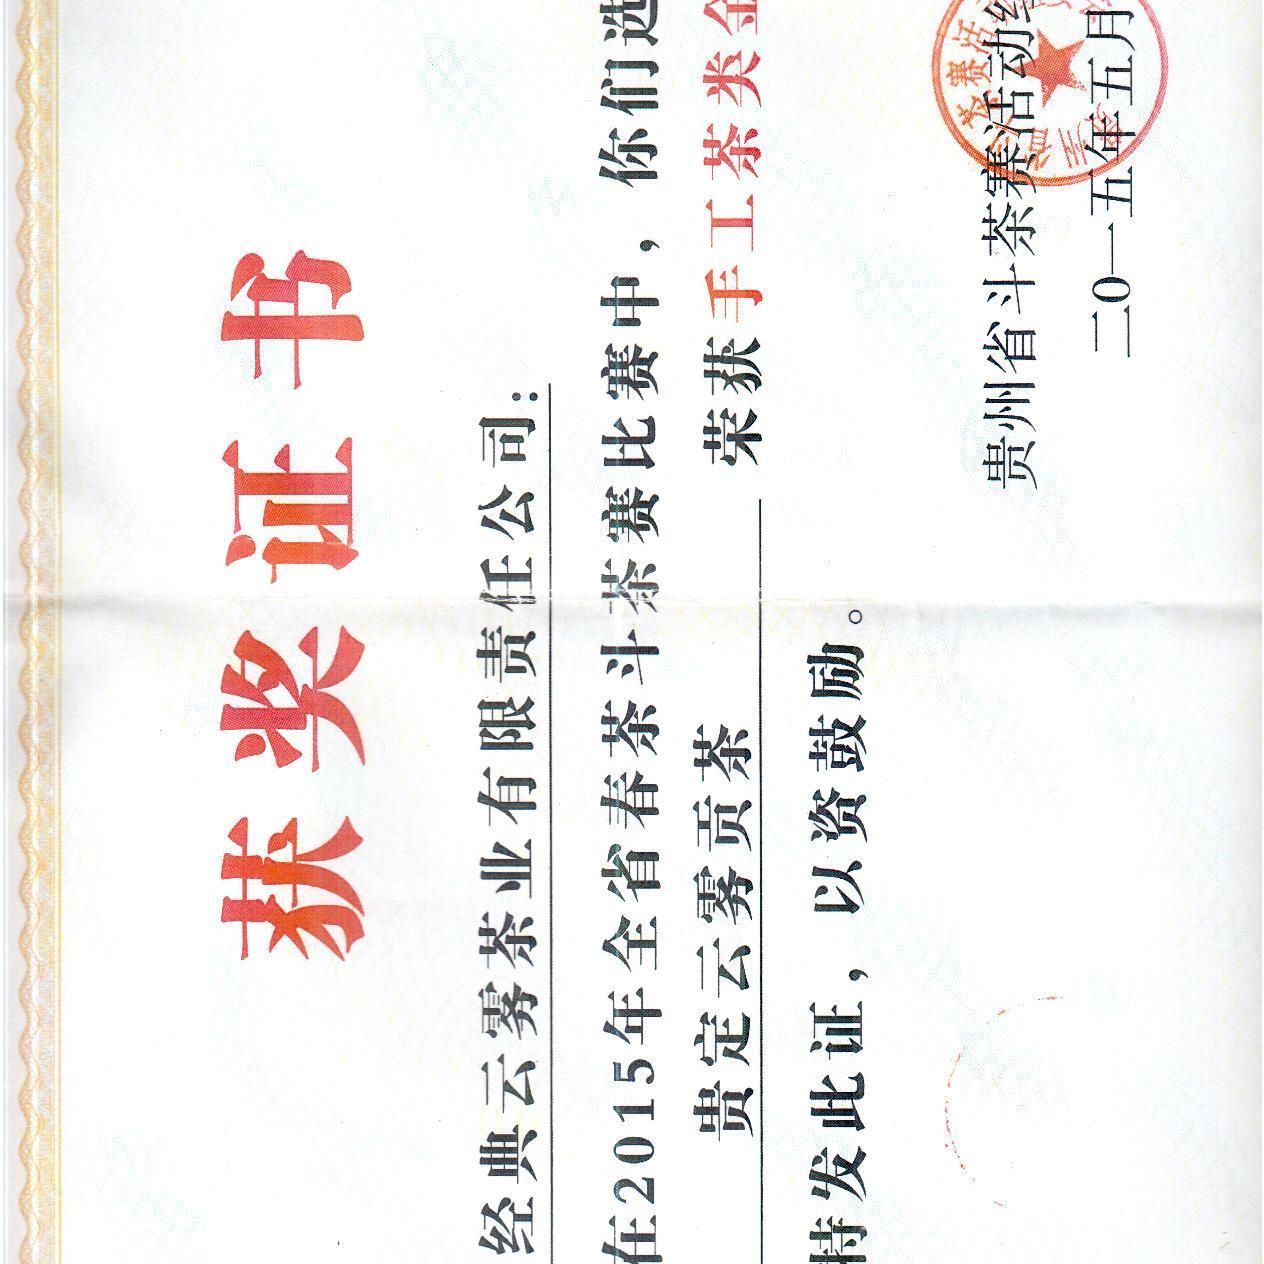 获奖证书
经典云雾茶业有限责任公司：
在2015年全省春茶斗茶赛比赛中，你们选
贵定云雾贡茶 荣获手工茶类金
特发此证，以资鼓励。
贵州省斗茶赛活动
二〇一五年五月